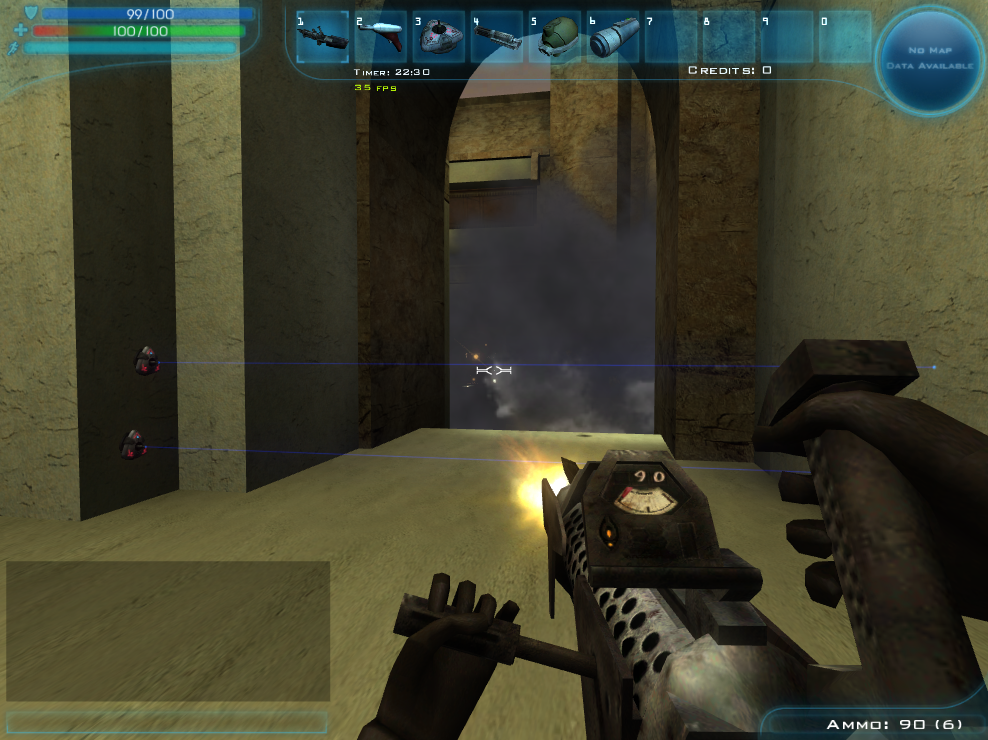 99/100
100/100
1 2 3 4 5 6 7 8 9 0
Timer: 22:30
Credits: 0
35 fps
No Map
Data Available
90
Ammo: 90 (6)